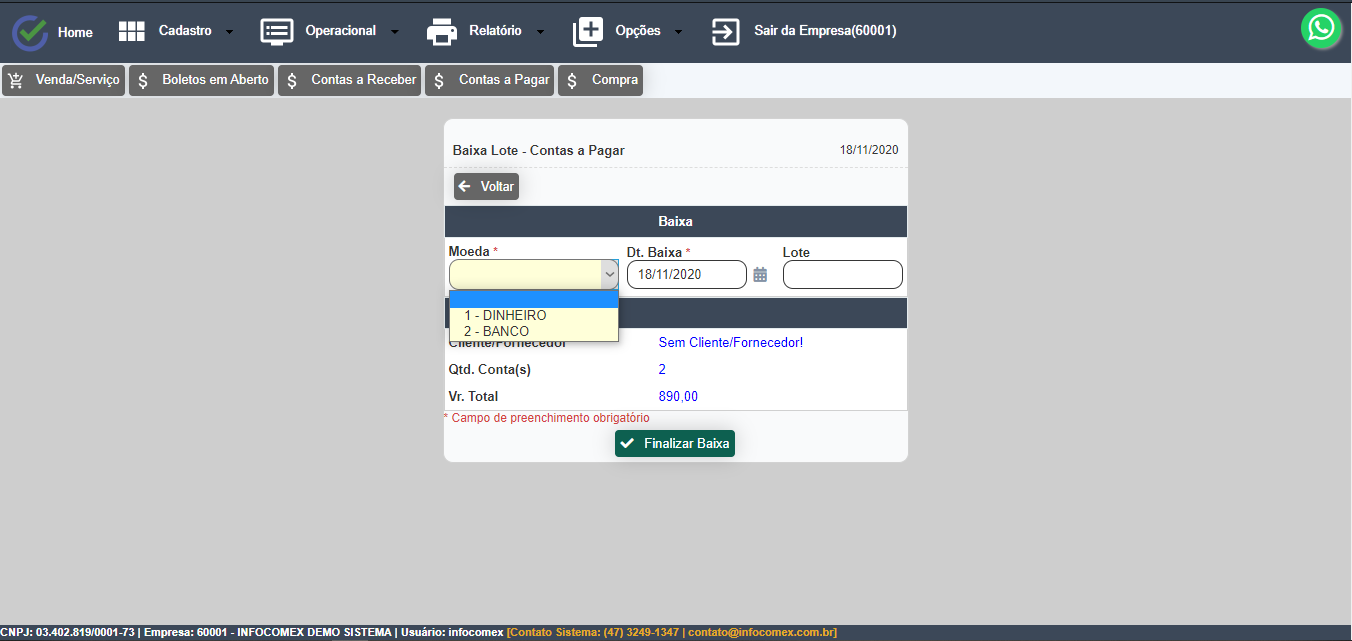 Home Cadastro Operacional Relatório Opções Sair da Empresa(60001)
Venda/Serviço Boletos em Aberto Contas a Receber Contas a Pagar Compra
Baixa Lote - Contas a Pagar 18/11/2020
Voltar
Baixa
Moeda * Dt. Baixa * Lote
18/11/2020
1 - DINHEIRO
2 - BANCO
Cliente/Fornecedor Sem Cliente/Fornecedor!
Qtd. Conta(s) 2
Vr. Total 890,00
* Campo de preenchimento obrigatório
Finalizar Baixa
CNPJ: 03.402.819/0001-73 | Empresa: 60001 - INFOCOMEX DEMO SISTEMA | Usuário: infocomex [Contato Sistema: (47) 3249-1347 | contato@infocomex.com.br]